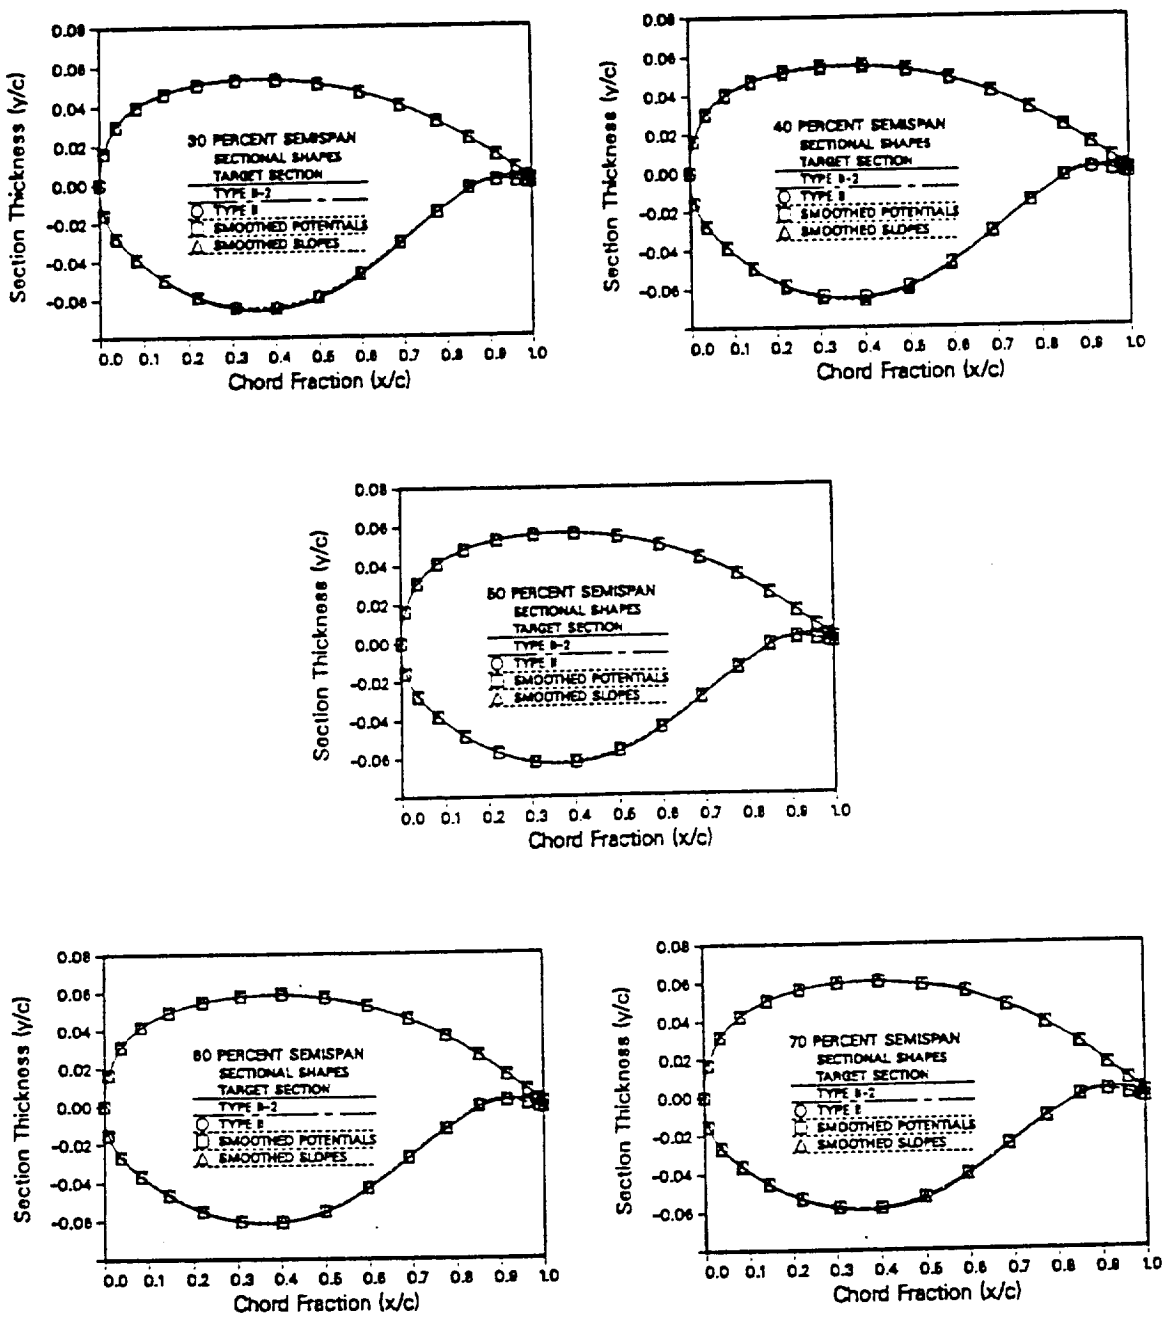 0.08
0.06
0.04
0.02
0.00
-0.02
-0.04
-0.06
Section Thickness (y/c)
30 PERCENT SEMISPAN
SECTIONAL SHAPES
TARGET SECTION
TYPE B-2
TYPE B
SMOOTHED POTENTIALS
SMOOTHED SLOPES
0.0 0.1 0.2 0.3 0.4 0.5 0.6 0.7 0.8 0.9 1.0
Chord Fraction (x/c)
0.08
0.06
0.04
0.02
0.00
-0.02
-0.04
-0.06
Section Thickness (y/c)
40 PERCENT SEMISPAN
SECTIONAL SHAPES
TARGET SECTION
TYPE B-2
TYPE B
SMOOTHED POTENTIALS
SMOOTHED SLOPES
0.0 0.1 0.2 0.3 0.4 0.5 0.6 0.7 0.8 0.9 1.0
Chord Fraction (x/c)
0.08
0.06
0.04
0.02
0.00
-0.02
-0.04
-0.06
Section Thickness (y/c)
50 PERCENT SEMISPAN
SECTIONAL SHAPES
TARGET SECTION
TYPE B-2
TYPE B
SMOOTHED POTENTIALS
SMOOTHED SLOPES
0.0 0.1 0.2 0.3 0.4 0.5 0.6 0.7 0.8 0.9 1.0
Chord Fraction (x/c)
0.08
0.06
0.04
0.02
0.00
-0.02
-0.04
-0.06
Section Thickness (y/c)
60 PERCENT SEMISPAN
SECTIONAL SHAPES
TARGET SECTION
TYPE B-2
TYPE B
SMOOTHED POTENTIALS
SMOOTHED SLOPES
0.0 0.1 0.2 0.3 0.4 0.5 0.6 0.7 0.8 0.9 1.0
Chord Fraction (x/c)
0.08
0.06
0.04
0.02
0.00
-0.02
-0.04
-0.06
Section Thickness (y/c)
70 PERCENT SEMISPAN
SECTIONAL SHAPES
TARGET SECTION
TYPE B-2
TYPE B
SMOOTHED POTENTIALS
SMOOTHED SLOPES
0.0 0.1 0.2 0.3 0.4 0.5 0.6 0.7 0.8 0.9 1.0
Chord Fraction (x/c)